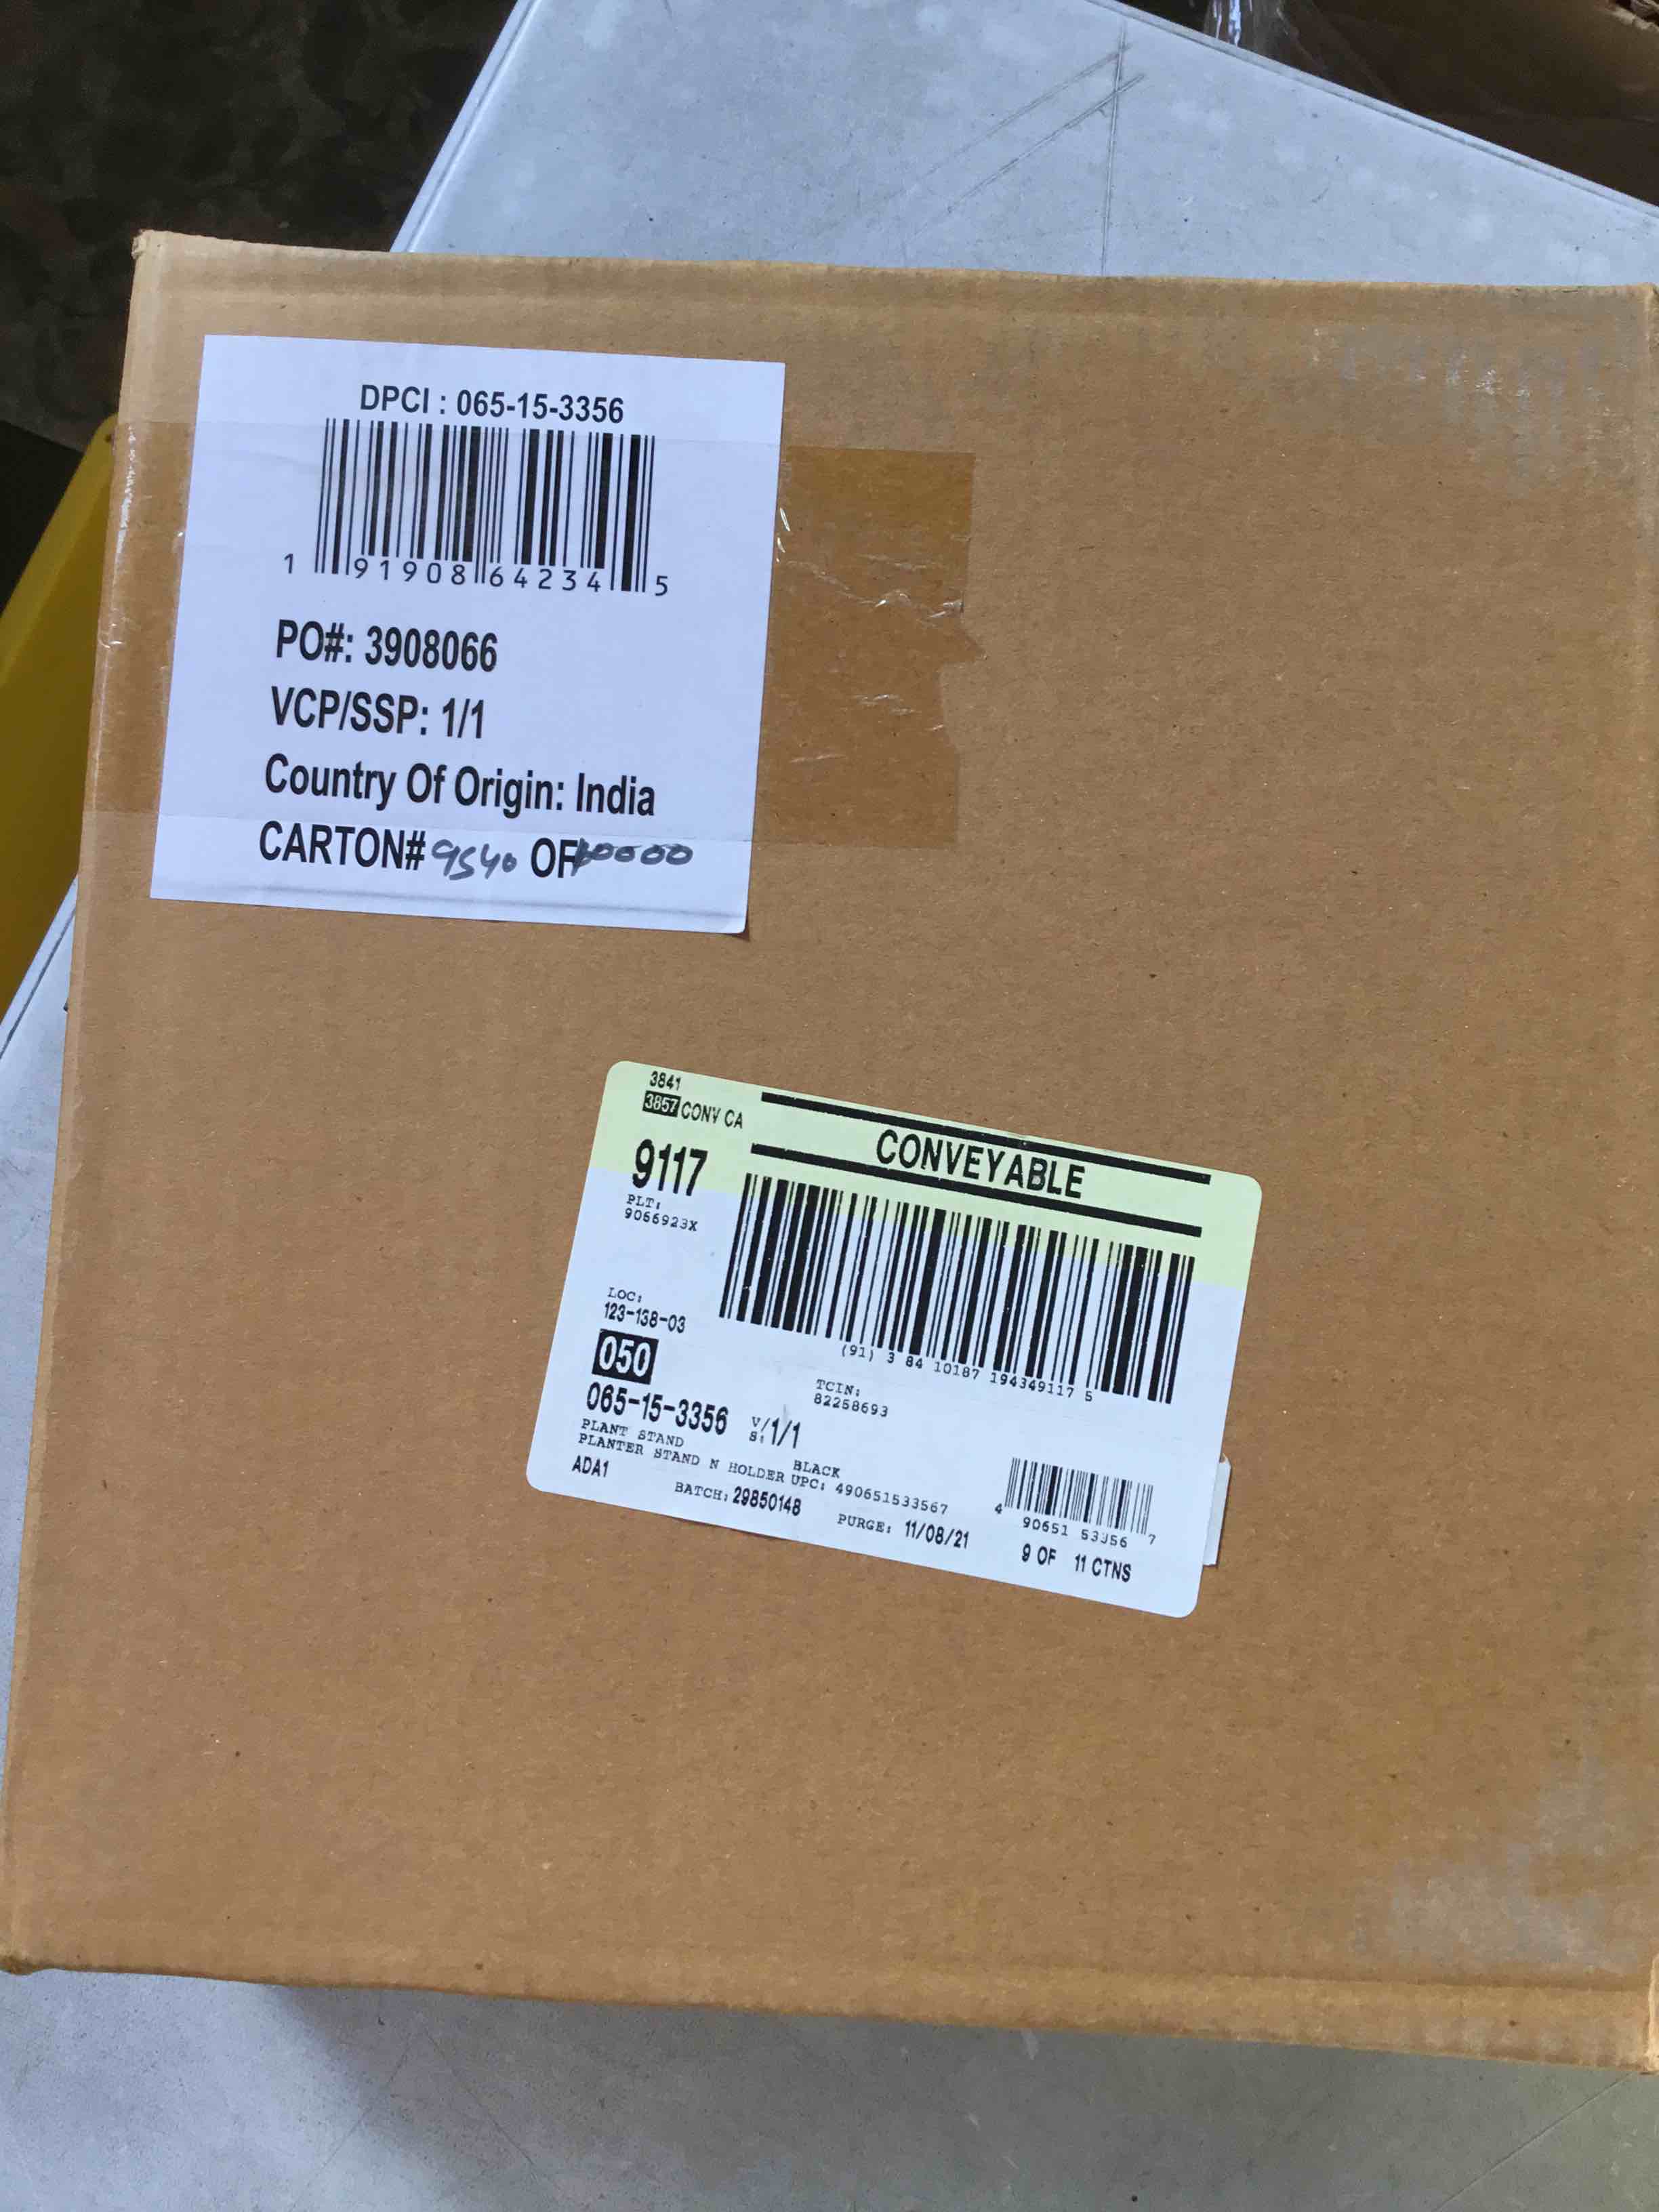 DPCI : 065-15-3356
1 91908 64234 5
PO#: 3908066
VCP/SSP: 1/1
Country Of Origin: India
CARTON# 9540 OF 10000
3841
3857 CONV CA
CONVEYABLE
9117
PLT:
9066923X
(91) 3 84 10187 194349117 5
LOC:
123-138-03
050
TCIN:
82258693
065-15-3356 V/S: 1/1
PLANT STAND BLACK
PLANTER STAND N HOLDER UPC: 490651533567
4 90651 53356 7
ADA1 BATCH: 29850148 PURGE: 11/08/21 9 OF 11 CTNS